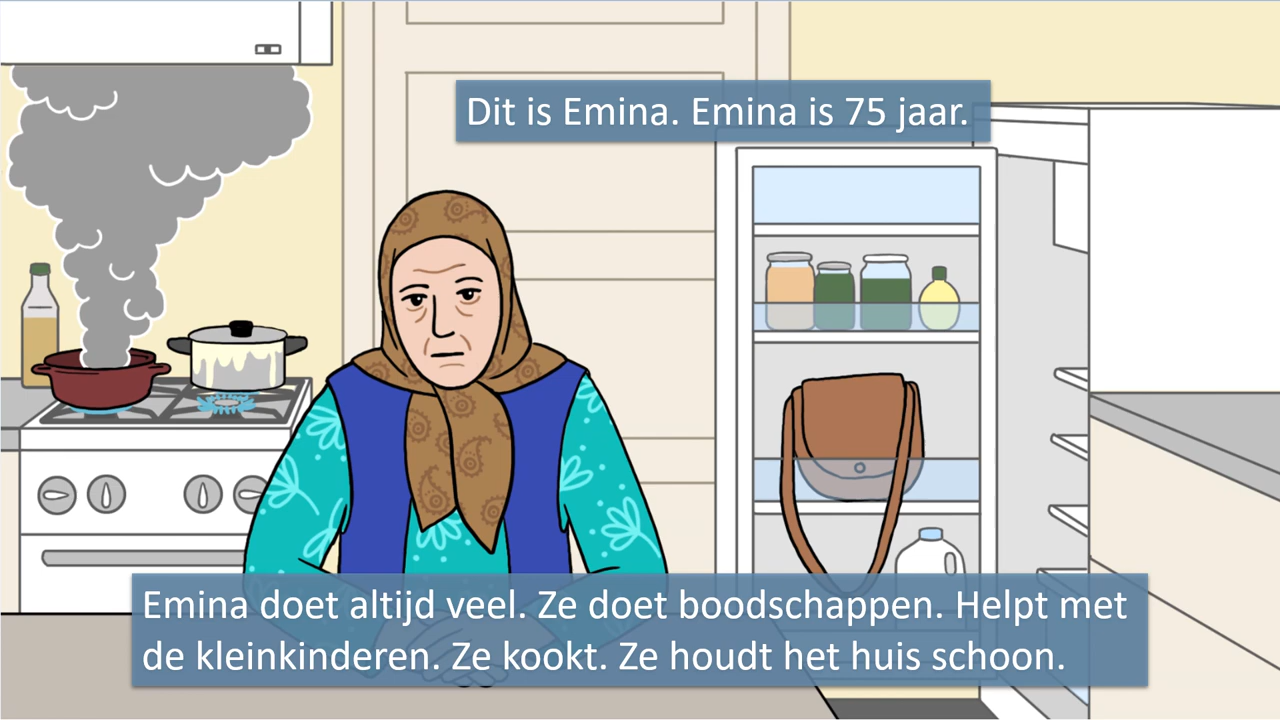 Dit is Emina. Emina is 75 jaar.
Emina doet altijd veel. Ze doet boodschappen. Helpt met
de kleinkinderen. Ze kookt. Ze houdt het huis schoon.